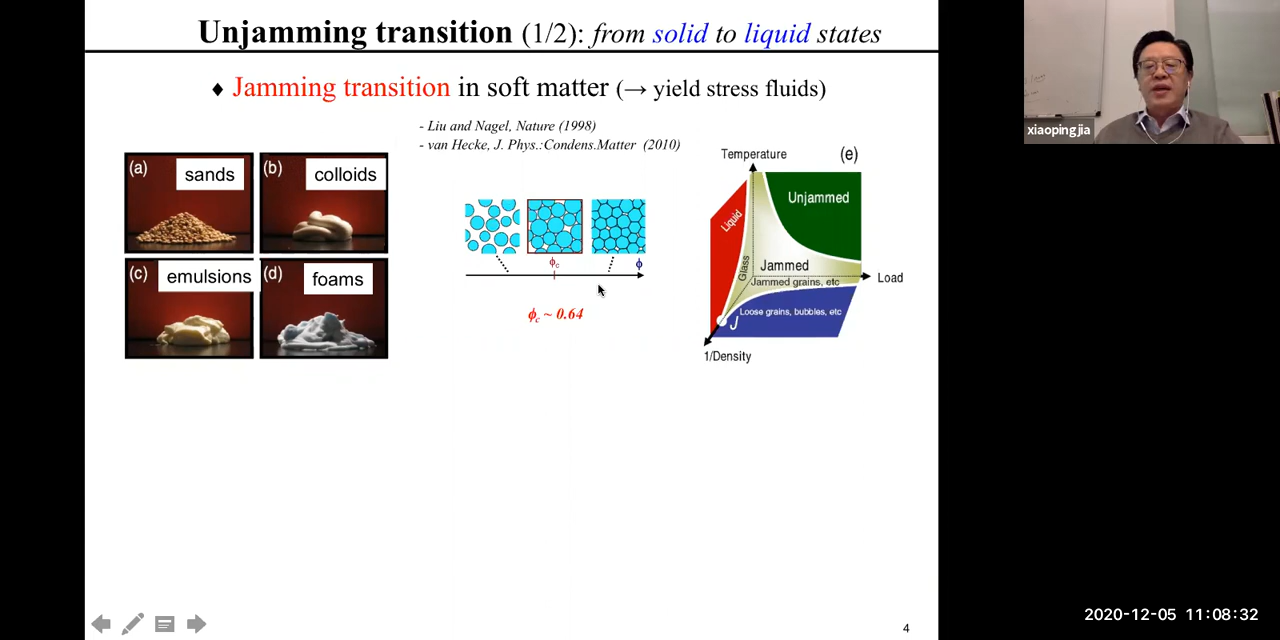 Unjamming transition (1/2): from solid to liquid states
♦ Jamming transition in soft matter (→ yield stress fluids)
- Liu and Nagel, Nature (1998)
- van Hecke, J. Phys.:Condens.Matter (2010)
(a) sands
(b) colloids
(c) emulsions
(d) foams
ϕc
ϕ
ϕc ~ 0.64
Temperature
(e)
Unjammed
Liquid
Glass
Jammed
Load
Jammed grains, etc
Loose grains, bubbles, etc
J
1/Density
4
xiaopingjia
2020-12-05 11:08:32